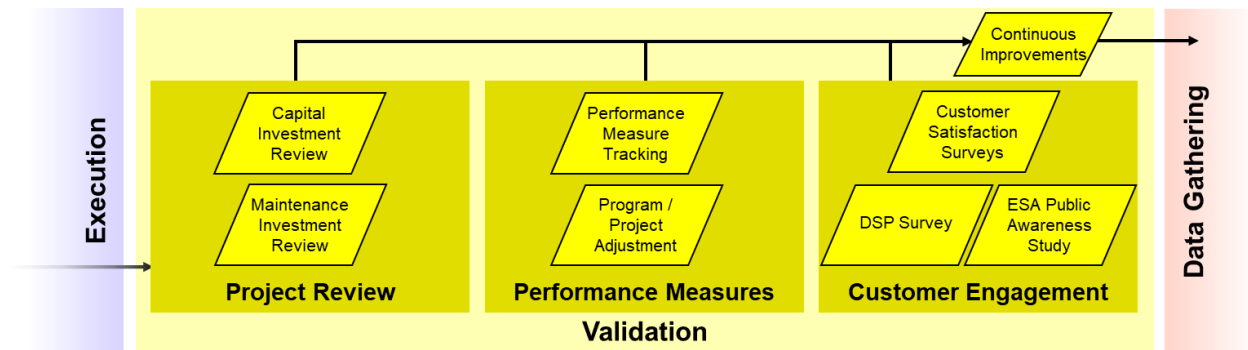 Execution
Continuous
Improvements
Capital
Investment
Review
Maintenance
Investment
Review
Project Review
Performance
Measure
Tracking
Program /
Project
Adjustment
Performance Measures
Customer
Satisfaction
Surveys
DSP Survey
ESA Public
Awareness
Study
Customer Engagement
Validation
Data Gathering